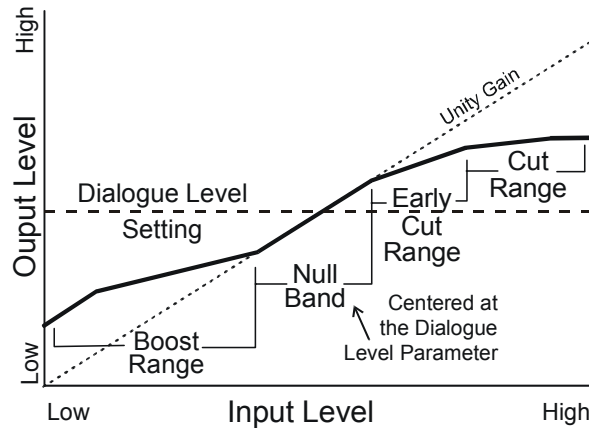 High
Unity Gain
Ouput Level
Dialogue Level
Setting
Early
Cut Range
Cut
Range
Null
Band
Centered at
the Dialogue
Level Parameter
Boost
Range
Low
Low
Input Level
High